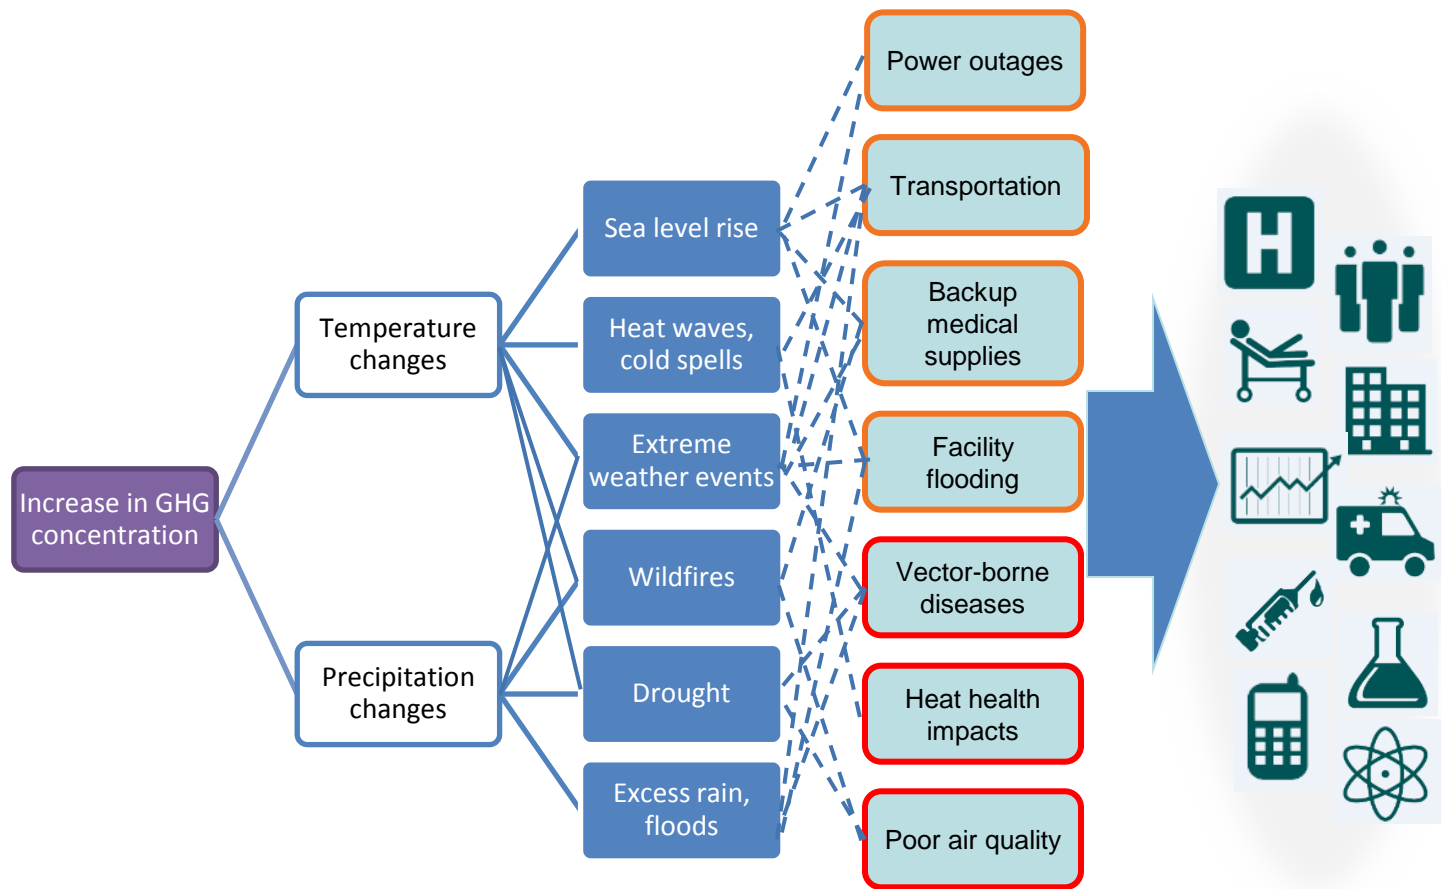 Increase in GHG
concentration
Temperature
changes
Precipitation
changes
Sea level rise
Heat waves,
cold spells
Extreme
weather events
Wildfires
Drought
Excess rain,
floods
Power outages
Transportation
Backup
medical
supplies
Facility
flooding
Vector-borne
diseases
Heat health
impacts
Poor air quality
H